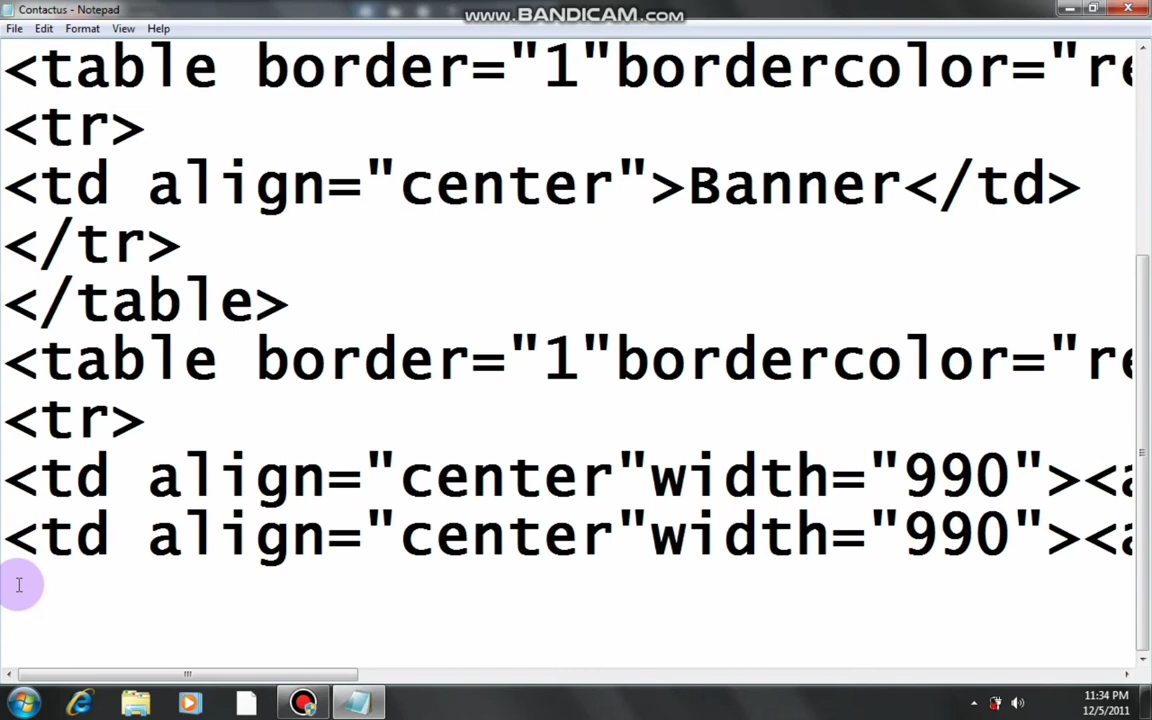 Contactus - Notepad
www.BANDICAM.com
File Edit Format View Help
<table border="1"bordercolor="re
<tr>
<td align="center">Banner</td>
</tr>
</table>
<table border="1"bordercolor="re
<tr>
<td align="center"width="990"><a
<td align="center"width="990"><a
11:34 PM
12/5/2011